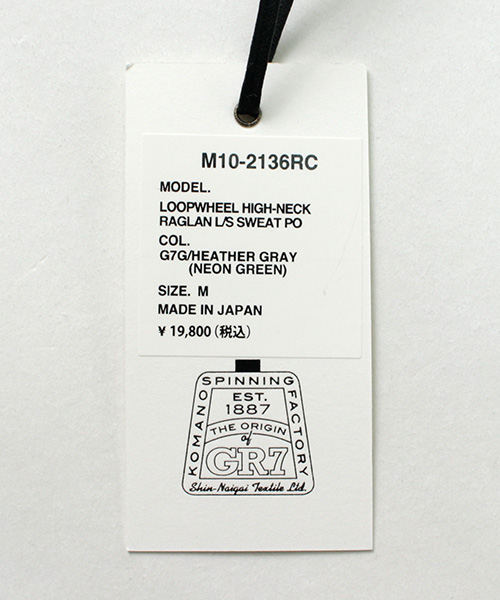 M10-2136RC
MODEL.
LOOPWHEEL HIGH-NECK
RAGLAN L/S SWEAT PO
COL.
G7G/HEATHER GRAY
(NEON GREEN)
SIZE. M
MADE IN JAPAN
¥ 19,800(税込)
KOMANO SPINNING FACTORY
EST.
1887
THE ORIGIN
of
GR7
Shin-Naigai Textile Ltd.